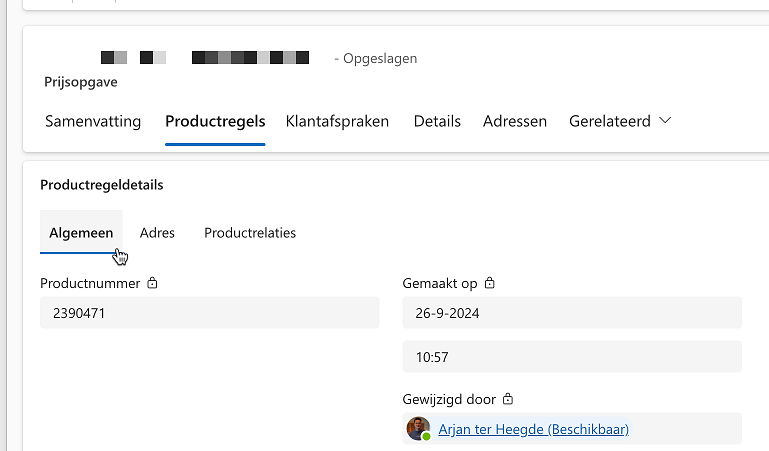 - Opgeslagen
Prijsopgave
Samenvatting Productregels Klantafspraken Details Adressen Gerelateerd
Productregeldetails
Algemeen Adres Productrelaties
Productnummer Gemaakt op
2390471 26-9-2024
10:57
Gewijzigd door
Arjan ter Heegde (Beschikbaar)